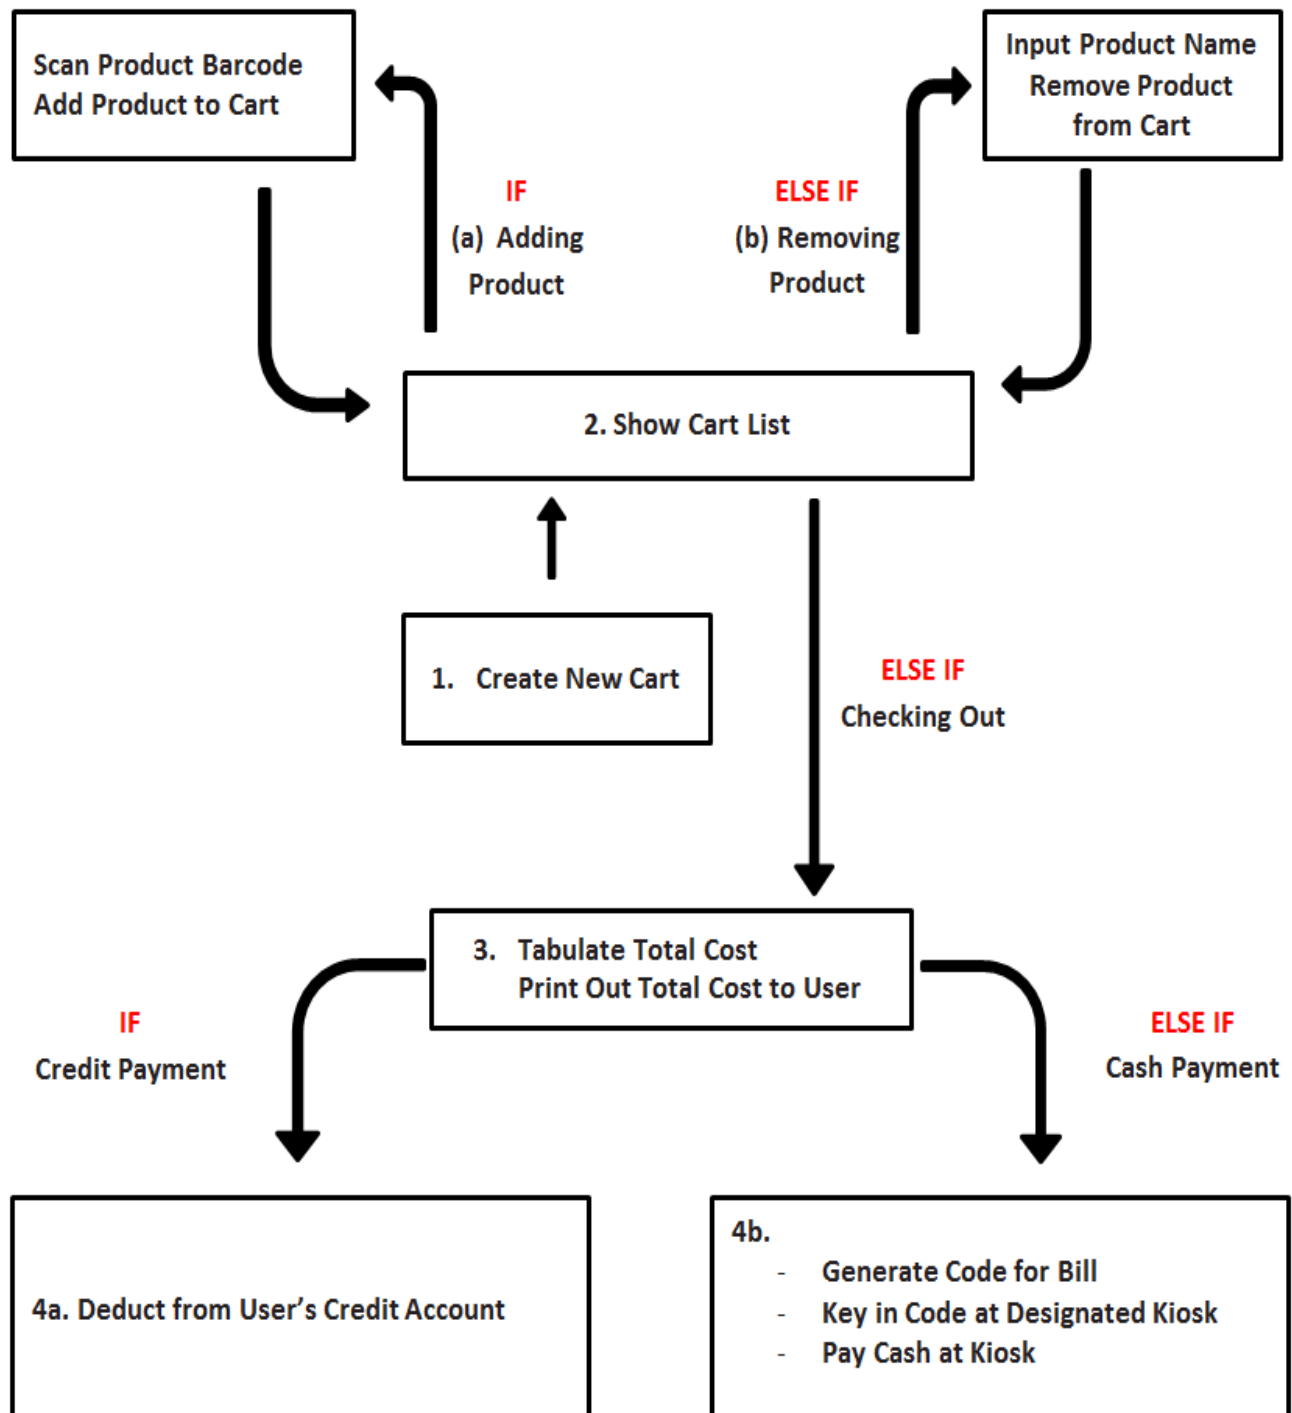 Scan Product Barcode
Add Product to Cart
Input Product Name
Remove Product
from Cart
IF
(a) Adding
Product
ELSE IF
(b) Removing
Product
2. Show Cart List
1. Create New Cart
ELSE IF
Checking Out
3. Tabulate Total Cost
Print Out Total Cost to User
IF
Credit Payment
ELSE IF
Cash Payment
4a. Deduct from User’s Credit Account
4b.
- Generate Code for Bill
- Key in Code at Designated Kiosk
- Pay Cash at Kiosk